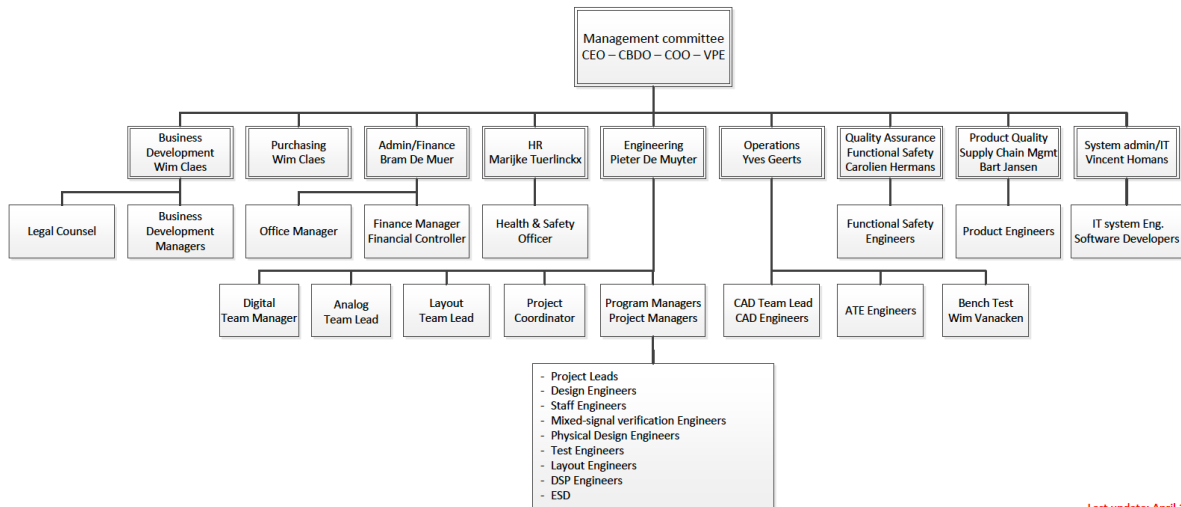 Management committee
CEO – CBDO – COO – VPE
Business
Development
Wim Claes
Purchasing
Wim Claes
Admin/Finance
Bram De Muer
HR
Marijke Tuerlinckx
Engineering
Pieter De Muyter
Operations
Yves Geerts
Quality Assurance
Functional Safety
Carolien Hermans
Product Quality
Supply Chain Mgmt
Bart Jansen
System admin/IT
Vincent Homans
Legal Counsel
Business
Development
Managers
Office Manager
Finance Manager
Financial Controller
Health & Safety
Officer
Functional Safety
Engineers
Product Engineers
IT system Eng.
Software Developers
Digital
Team Manager
Analog
Team Lead
Layout
Team Lead
Project
Coordinator
Program Managers
Project Managers
CAD Team Lead
CAD Engineers
ATE Engineers
Bench Test
Wim Vanacken
- Project Leads
- Design Engineers
- Staff Engineers
- Mixed-signal verification Engineers
- Physical Design Engineers
- Test Engineers
- Layout Engineers
- DSP Engineers
- ESD
Last update: April